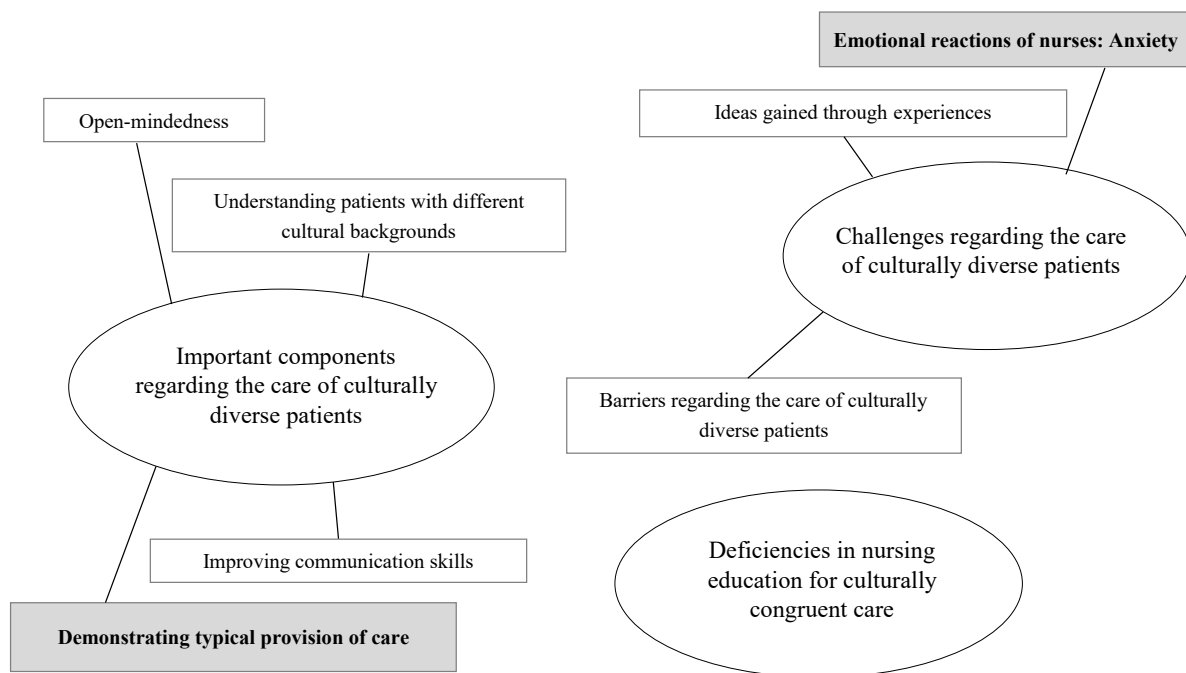 Emotional reactions of nurses: Anxiety
Open-mindedness
Ideas gained through experiences
Understanding patients with different
cultural backgrounds
Challenges regarding the care
of culturally diverse patients
Important components
regarding the care of culturally
diverse patients
Barriers regarding the care of culturally
diverse patients
Improving communication skills
Deficiencies in nursing
education for culturally
congruent care
Demonstrating typical provision of care